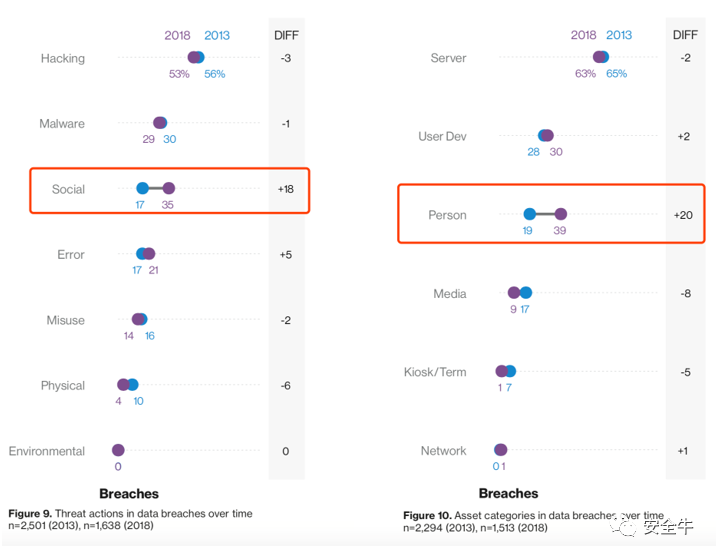 2018 2013 DIFF
Hacking
53% 56% -3
Malware
29 30 -1
Social
17 35 +18
Error
17 21 +5
Misuse
14 16 -2
Physical
4 10 -6
Environmental
0 0
Breaches
Figure 9. Threat actions in data breaches over time
n=2,501 (2013), n=1,638 (2018)
2018 2013 DIFF
Server
63% 65% -2
User Dev
28 30 +2
Person
19 39 +20
Media
9 17 -8
Kiosk/Term
1 7 -5
Network
0 1 +1
Breaches
Figure 10. Asset categories in data breaches over time
n=2,294 (2013), n=1,513 (2018)
安全牛